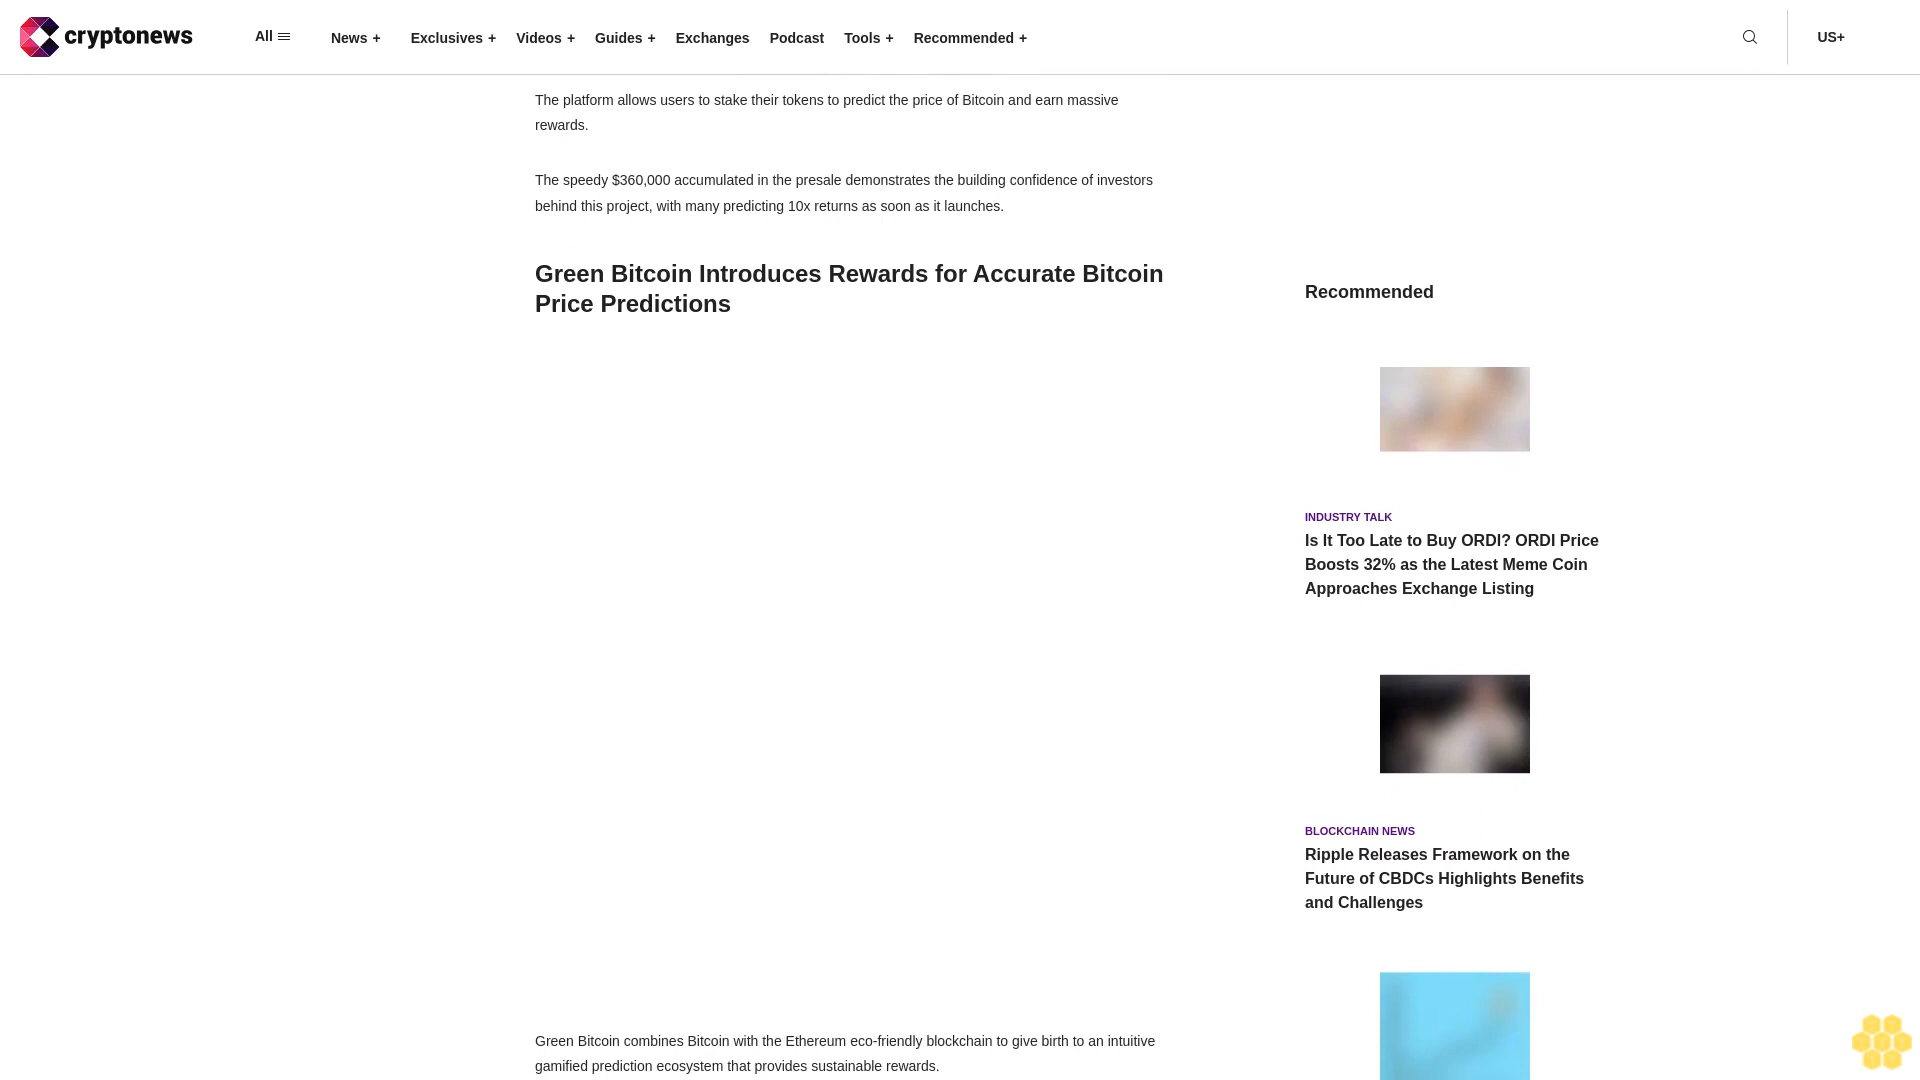 cryptonews
All
News +
Exclusives +
Videos +
Guides +
Exchanges
Podcast
Tools +
Recommended +
US+
The platform allows users to stake their tokens to predict the price of Bitcoin and earn massive
rewards.
The speedy $360,000 accumulated in the presale demonstrates the building confidence of investors
behind this project, with many predicting 10x returns as soon as it launches.
Green Bitcoin Introduces Rewards for Accurate Bitcoin
Price Predictions
Green Bitcoin combines Bitcoin with the Ethereum eco-friendly blockchain to give birth to an intuitive
gamified prediction ecosystem that provides sustainable rewards.
Recommended
INDUSTRY TALK
Is It Too Late to Buy ORDI? ORDI Price
Boosts 32% as the Latest Meme Coin
Approaches Exchange Listing
BLOCKCHAIN NEWS
Ripple Releases Framework on the
Future of CBDCs Highlights Benefits
and Challenges